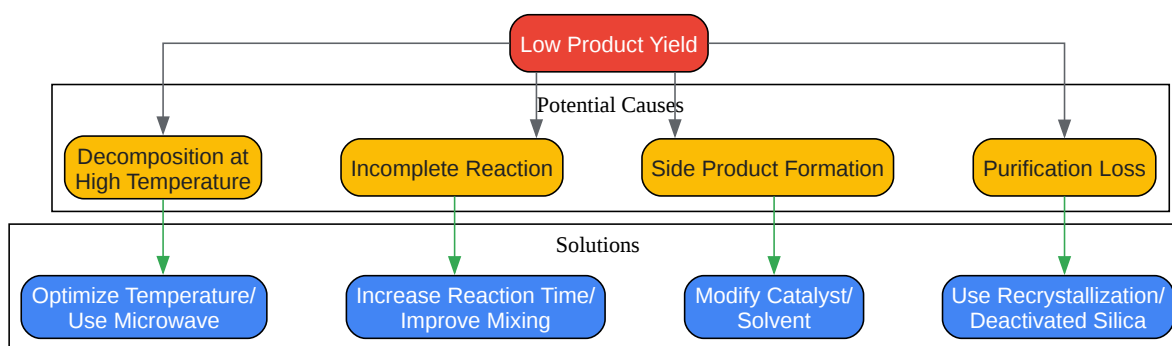 Low Product Yield
Potential Causes
Decomposition at
High Temperature
Incomplete Reaction
Side Product Formation
Purification Loss
Solutions
Optimize Temperature/
Use Microwave
Increase Reaction Time/
Improve Mixing
Modify Catalyst/
Solvent
Use Recrystallization/
Deactivated Silica